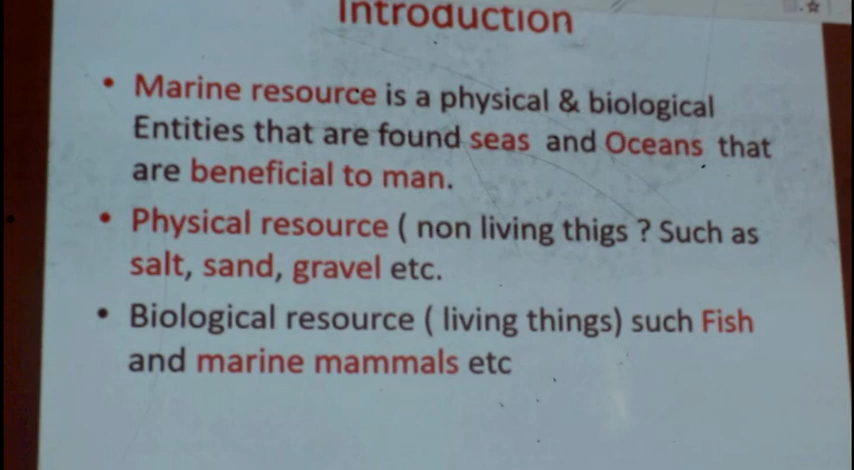 Introduction
• Marine resource is a physical & biological
Entities that are found seas and Oceans that
are beneficial to man.
• Physical resource ( non living thigs ? Such as
salt, sand, gravel etc.
• Biological resource ( living things) such Fish
and marine mammals etc